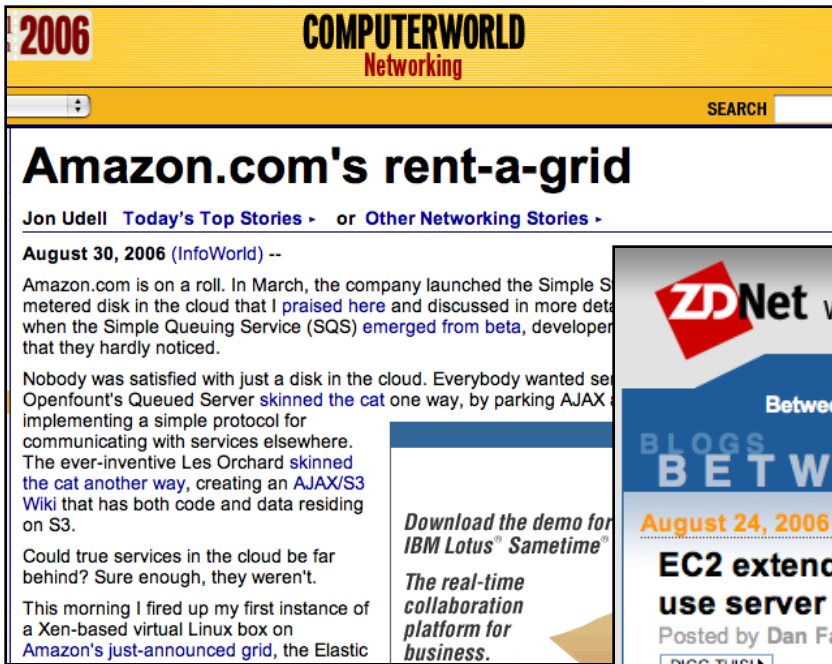 2006
COMPUTERWORLD
Networking
SEARCH
Amazon.com's rent-a-grid
Jon Udell Today's Top Stories ▸ or Other Networking Stories ▸
August 30, 2006 (InfoWorld) --
Amazon.com is on a roll. In March, the company launched the Simple S
metered disk in the cloud that I praised here and discussed in more deta
when the Simple Queuing Service (SQS) emerged from beta, developer
that they hardly noticed.
Nobody was satisfied with just a disk in the cloud. Everybody wanted ser
Openfount's Queued Server skinned the cat one way, by parking AJAX
implementing a simple protocol for
communicating with services elsewhere.
The ever-inventive Les Orchard skinned
the cat another way, creating an AJAX/S3
Wiki that has both code and data residing
on S3.
Could true services in the cloud be far
behind? Sure enough, they weren't.
This morning I fired up my first instance of
a Xen-based virtual Linux box on
Amazon's just-announced grid, the Elastic
Download the demo for
IBM Lotus® Sametime®
The real-time
collaboration
platform for
business.
ZDNet
Betwee
BLOGS
BETW
August 24, 2006
EC2 extend
use server
Posted by Dan Fa
DIGG THIS!